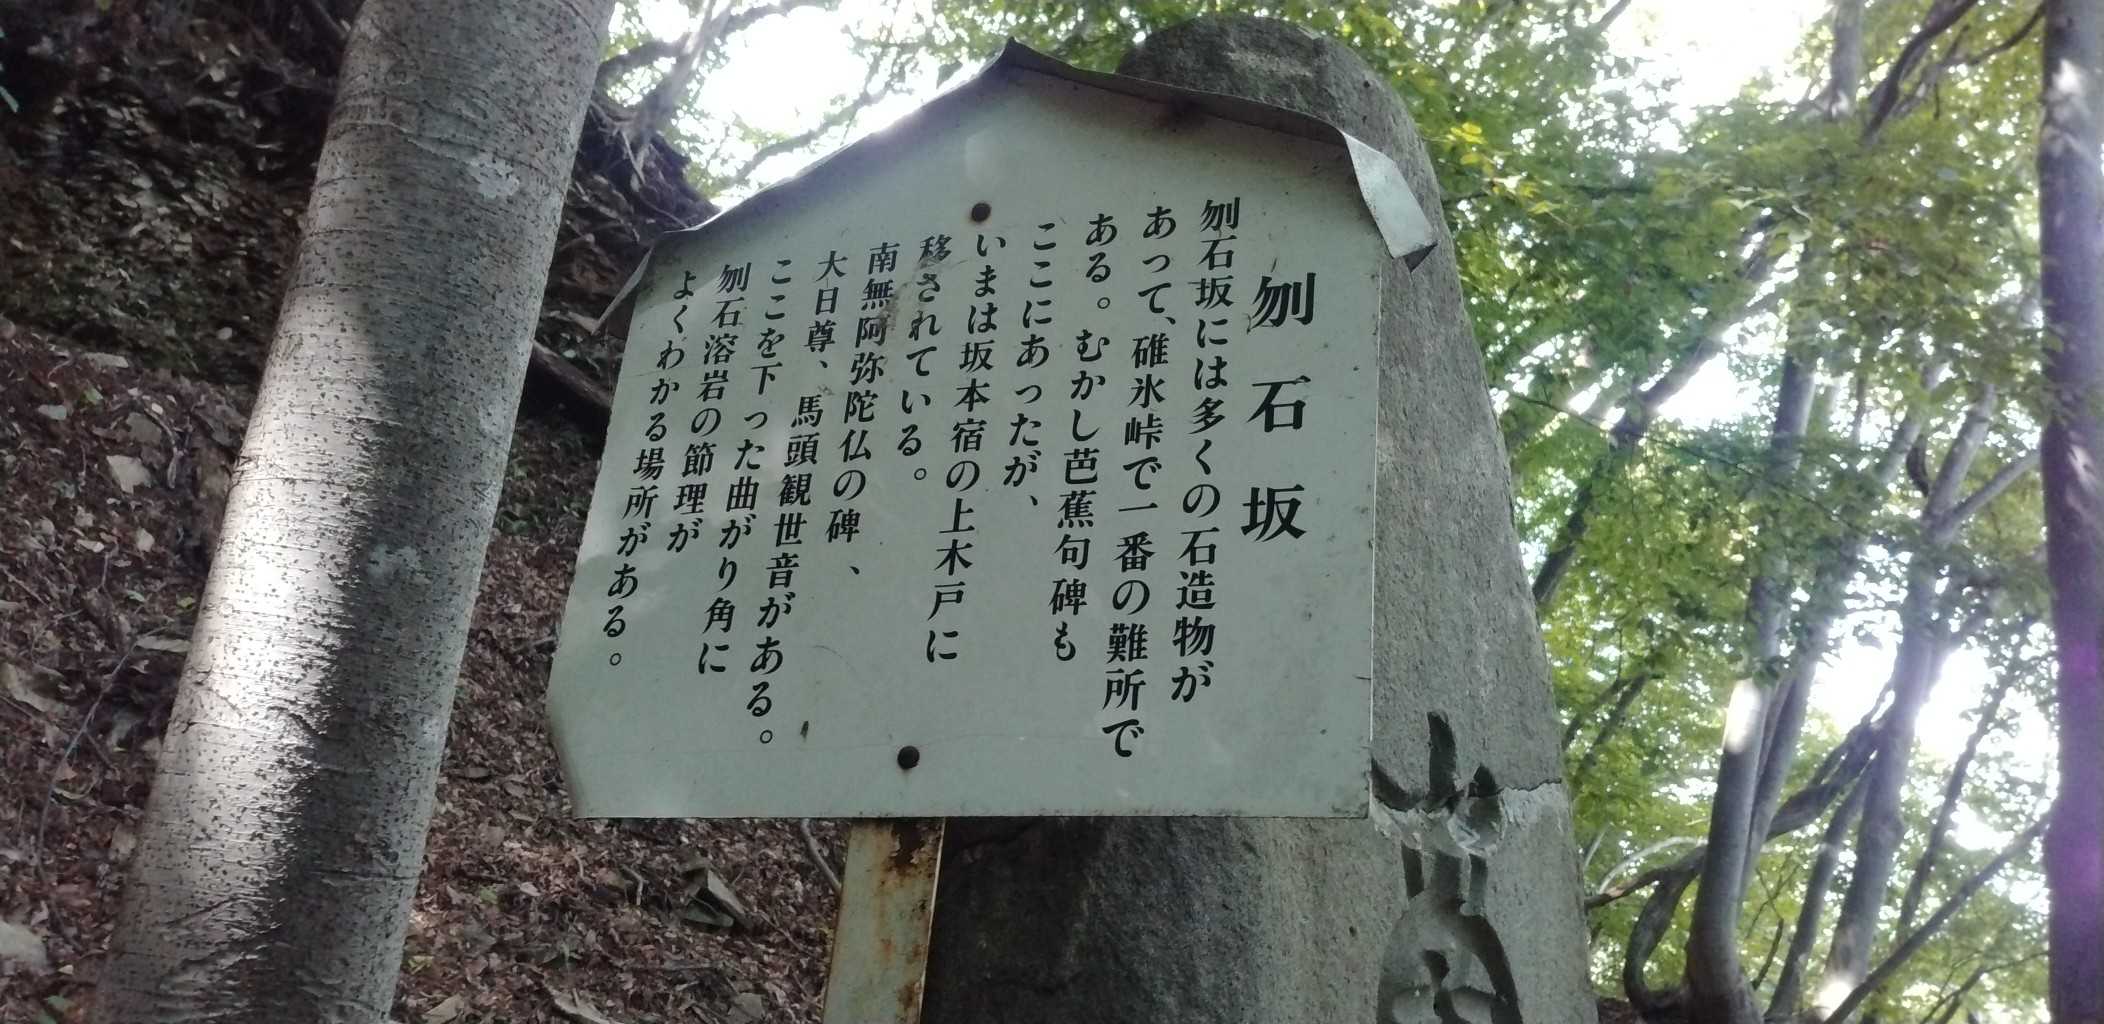 刎石坂
刎石坂には多くの石造物が
あって、碓氷峠で一番の難所で
ある。むかし芭蕉句碑も
ここにあったが、
いまは坂本宿の上木戸に
移されている。
南無阿弥陀仏の碑、
大日尊、馬頭観世音がある。
ここを下った曲がり角に
刎石溶岩の節理が
よくわかる場所がある。